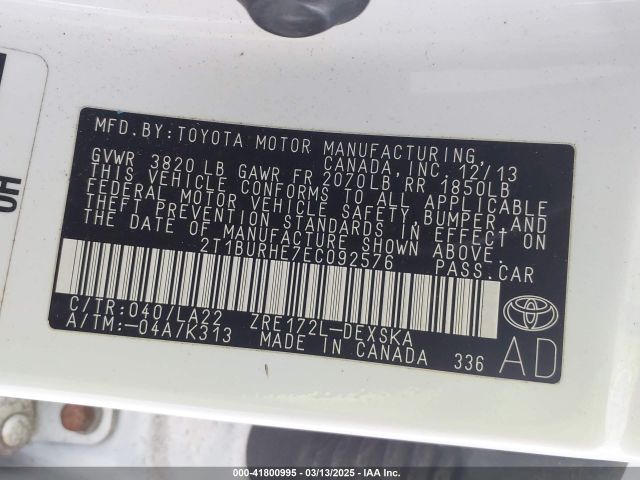 MFD. BY: TOYOTA MOTOR MANUFACTURING,
CANADA, INC. 12/13
GVWR 3820 LB GAWR FR 2070LB RR 1850LB
THIS VEHICLE CONFORMS TO ALL APPLICABLE
FEDERAL MOTOR VEHICLE SAFETY, BUMPER, AND
THEFT PREVENTION STANDARDS IN EFFECT ON
THE DATE OF MANUFACTURE SHOWN ABOVE.
2T1BURHE7EC092576 PASS. CAR
C/TR: 040/LA22 ZRE172L-DEXSKA
A/TM: -04A/K313 MADE IN CANADA 336
AD
HO
000-41800995 - 03/13/2025 - IAA Inc.